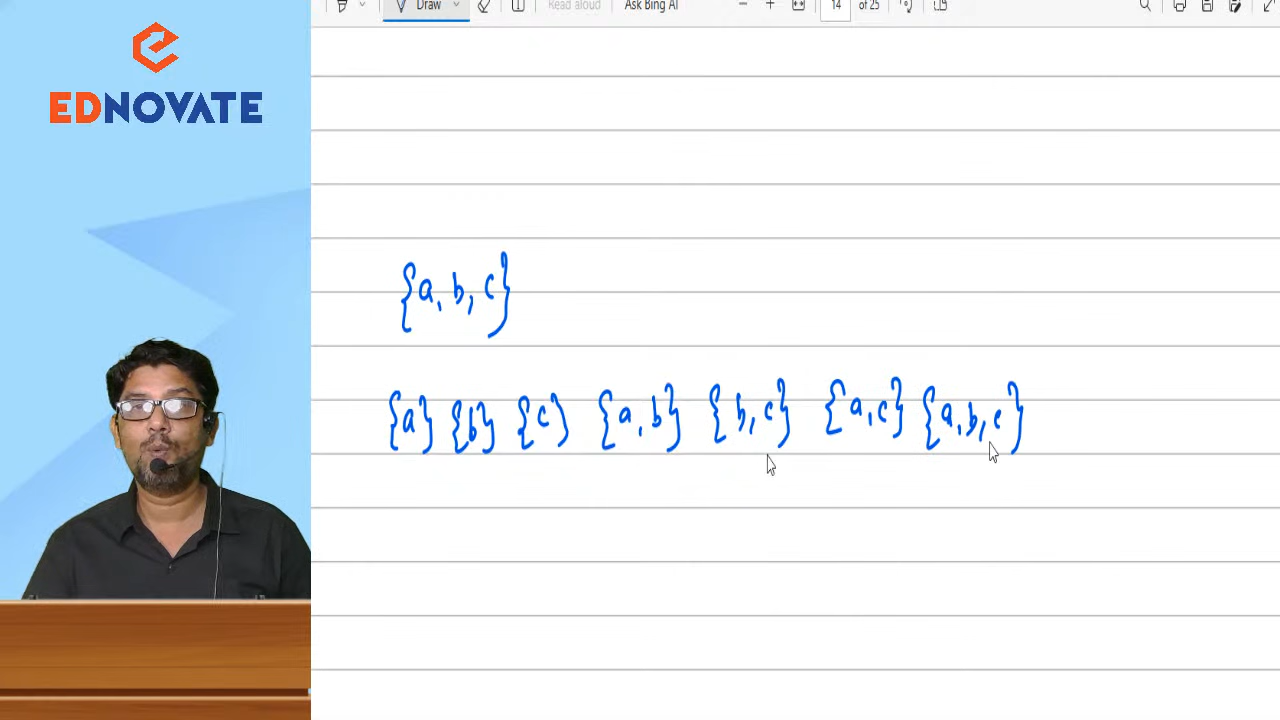 Draw
Read aloud
Ask Bing AI
14 of 25
EDNOVATE
{a, b, c}
{a} {b} {c} {a, b} {b, c} {a, c} {a, b, c}